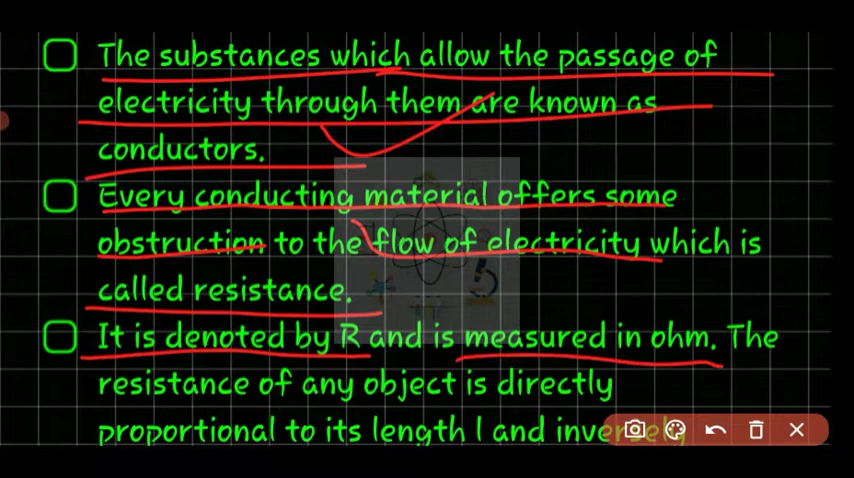 The substances which allow the passage of
electricity through them are known as
conductors.
Every conducting material offers some
obstruction to the flow of electricity which is
called resistance.
It is denoted by R and is measured in ohm. The
resistance of any object is directly
proportional to its length l and inversely